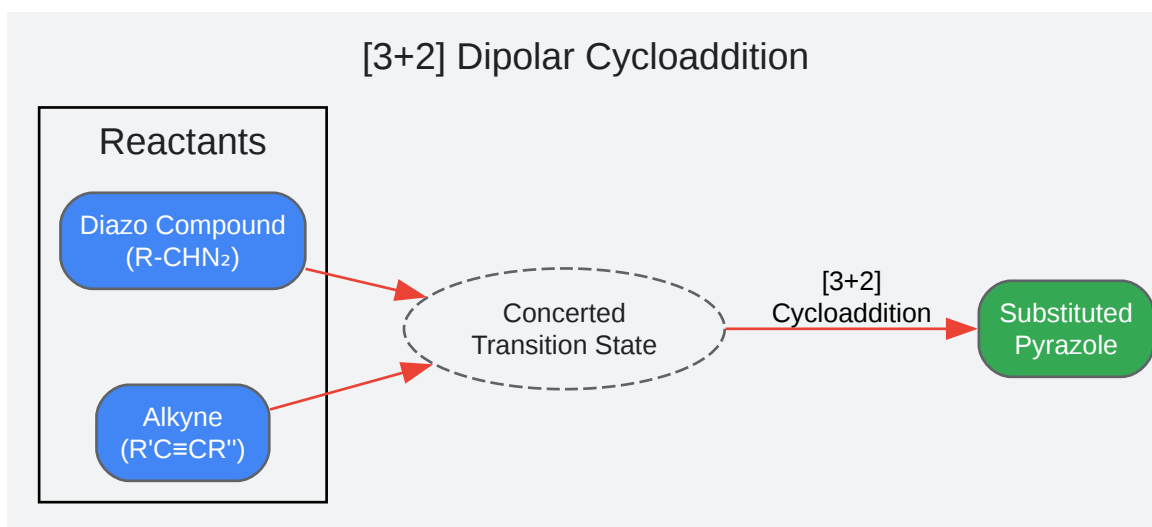 [3+2] Dipolar Cycloaddition
Reactants
Diazo Compound
(R-CHN₂)
Alkyne
(R'C≡CR'')
Concerted
Transition State
[3+2]
Cycloaddition
Substituted
Pyrazole